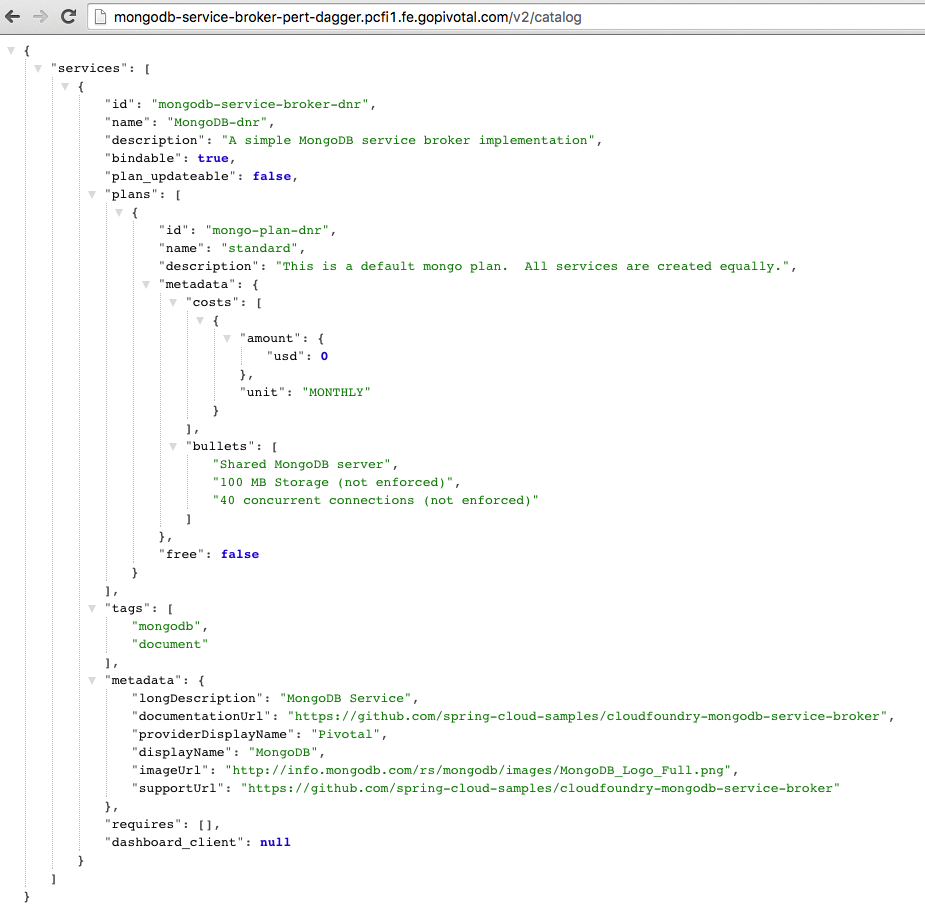 mongodb-service-broker-pert-dagger.pcfi1.fe.gopivotal.com/v2/catalog
{
"services": [
{
"id": "mongodb-service-broker-dnr",
"name": "MongoDB-dnr",
"description": "A simple MongoDB service broker implementation",
"bindable": true,
"plan_updateable": false,
"plans": [
{
"id": "mongo-plan-dnr",
"name": "standard",
"description": "This is a default mongo plan.  All services are created equally.",
"metadata": {
"costs": [
{
"amount": {
"usd": 0
},
"unit": "MONTHLY"
}
],
"bullets": [
"Shared MongoDB server",
"100 MB Storage (not enforced)",
"40 concurrent connections (not enforced)"
]
},
"free": false
}
],
"tags": [
"mongodb",
"document"
],
"metadata": {
"longDescription": "MongoDB Service",
"documentationUrl": "https://github.com/spring-cloud-samples/cloudfoundry-mongodb-service-broker",
"providerDisplayName": "Pivotal",
"displayName": "MongoDB",
"imageUrl": "http://info.mongodb.com/rs/mongodb/images/MongoDB_Logo_Full.png",
"supportUrl": "https://github.com/spring-cloud-samples/cloudfoundry-mongodb-service-broker"
},
"requires": [],
"dashboard_client": null
}
]
}